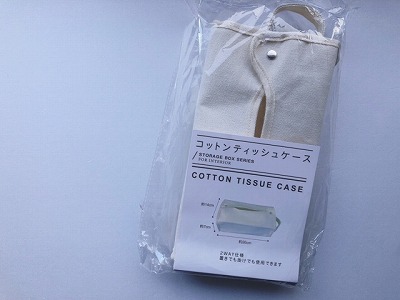 コットンティッシュケース
STORAGE BOX SERIES
FOR INTERIOR
COTTON TISSUE CASE
2WAY仕様
置きでも掛けでも使用できます